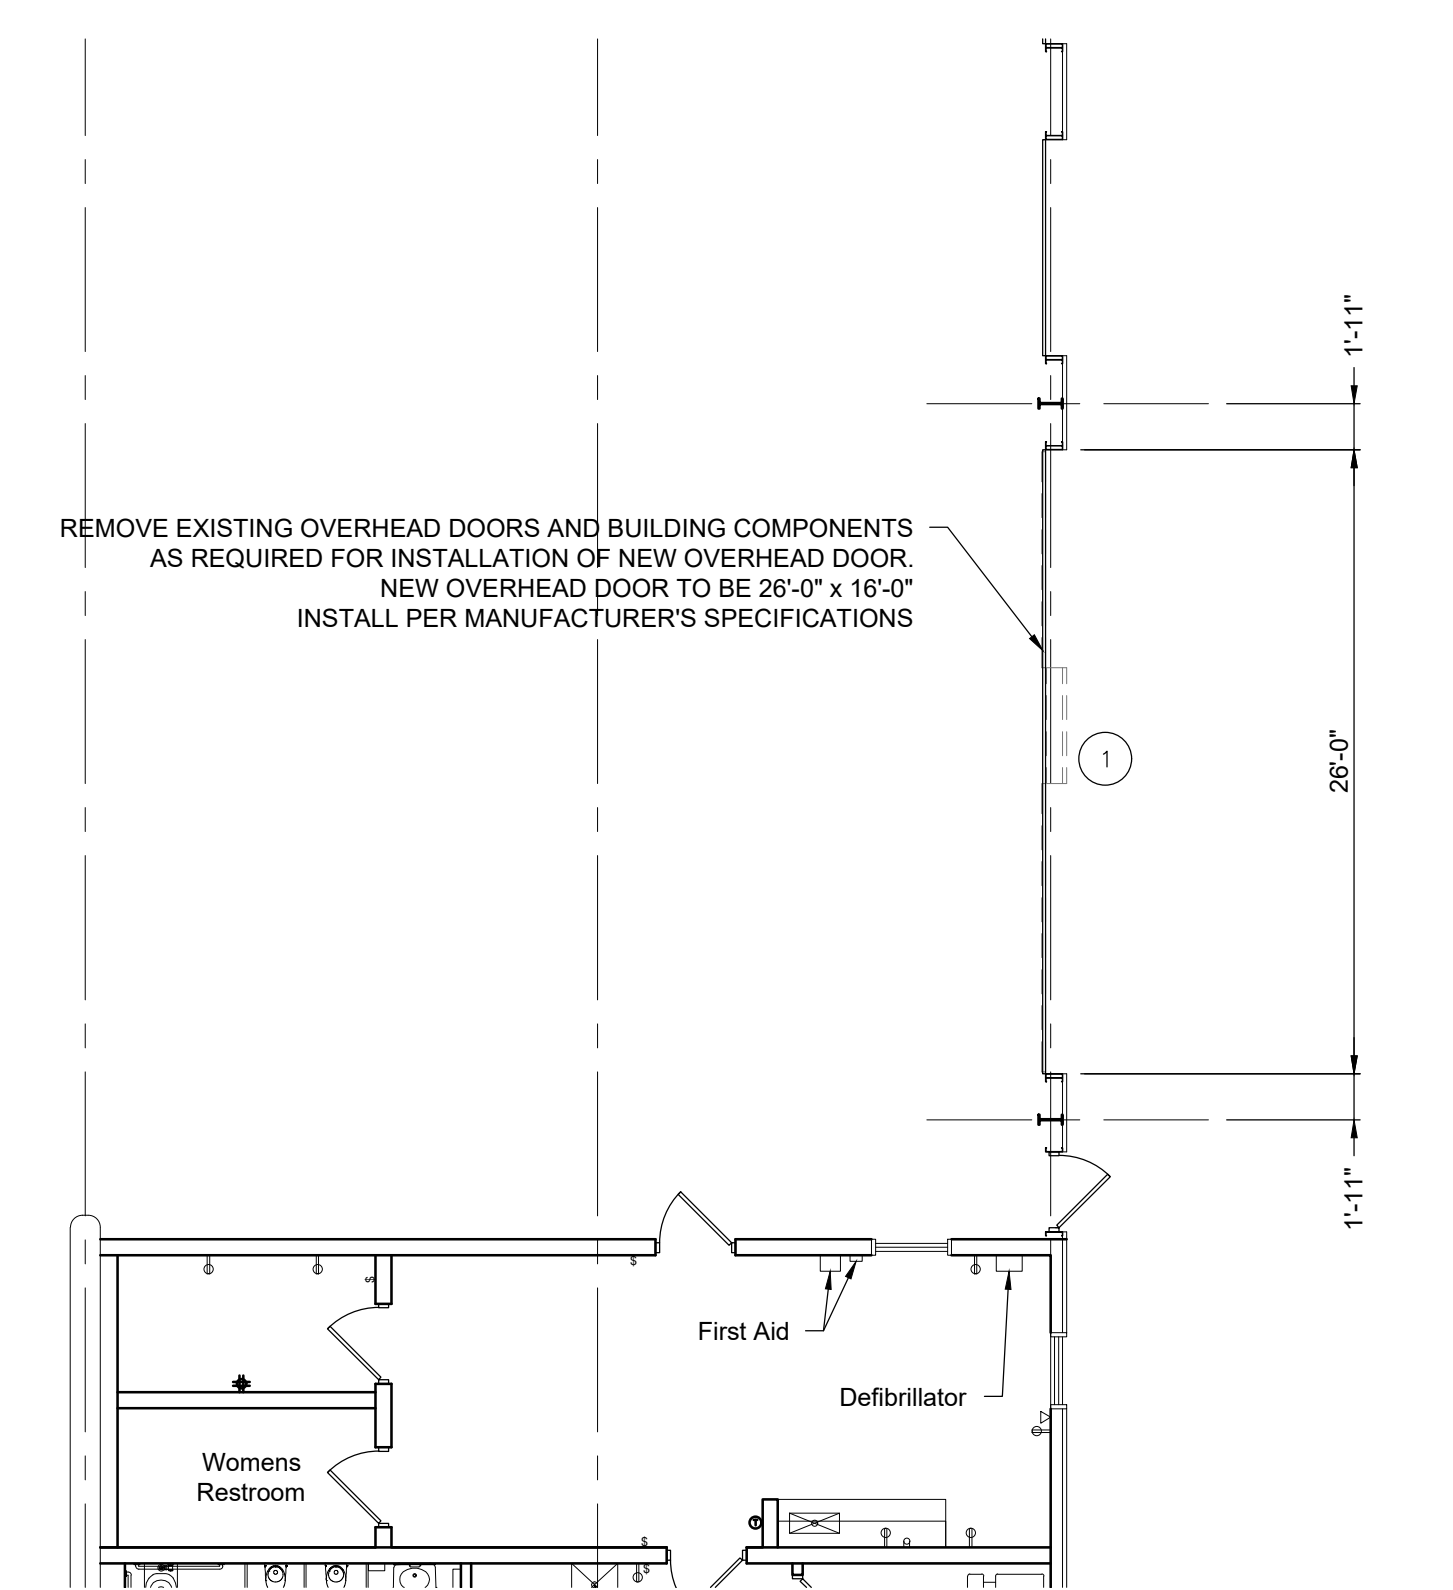 1'-11"
REMOVE EXISTING OVERHEAD DOORS AND BUILDING COMPONENTS
AS REQUIRED FOR INSTALLATION OF NEW OVERHEAD DOOR.
NEW OVERHEAD DOOR TO BE 26'-0" x 16'-0"
INSTALL PER MANUFACTURER'S SPECIFICATIONS
1
26'-0"
1'-11"
$
$
First Aid
Defibrillator
Womens
Restroom
T
$
$